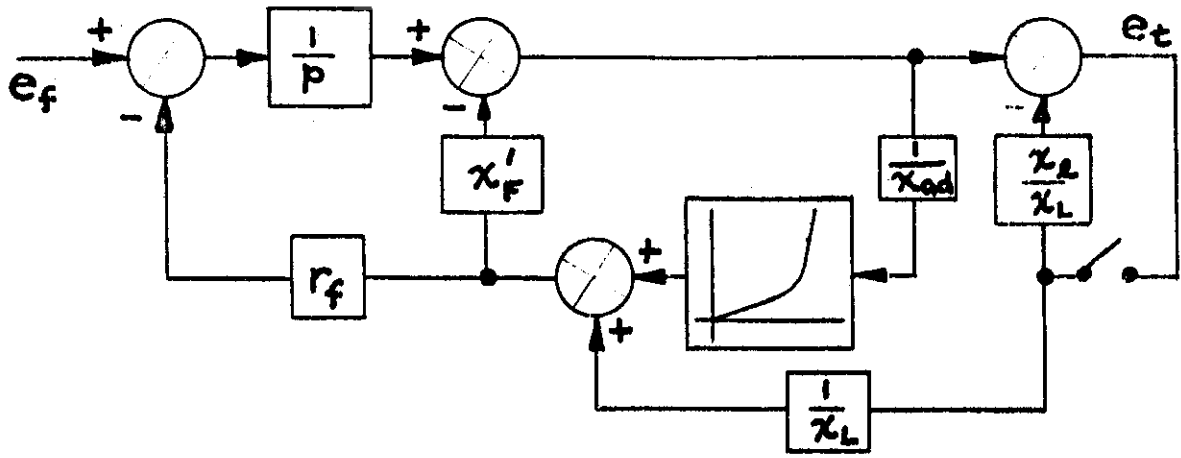 +
e_f
-
1/p
+
-
x'_F
1/x_ad
-
x_ℓ/x_L
e_t
r_f
+
+
1/x_L